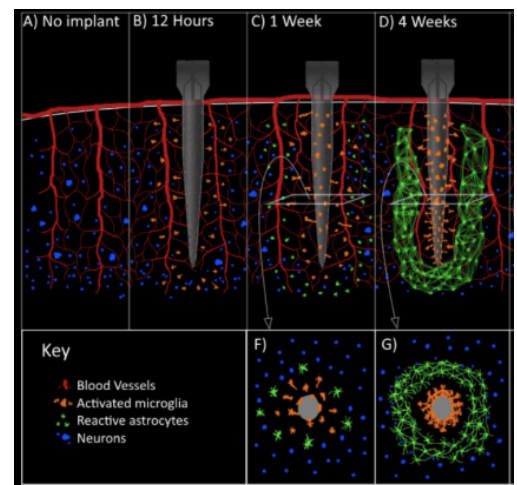 A) No implant
B) 12 Hours
C) 1 Week
D) 4 Weeks
Key
Blood Vessels
Activated microglia
Reactive astrocytes
Neurons
F)
G)